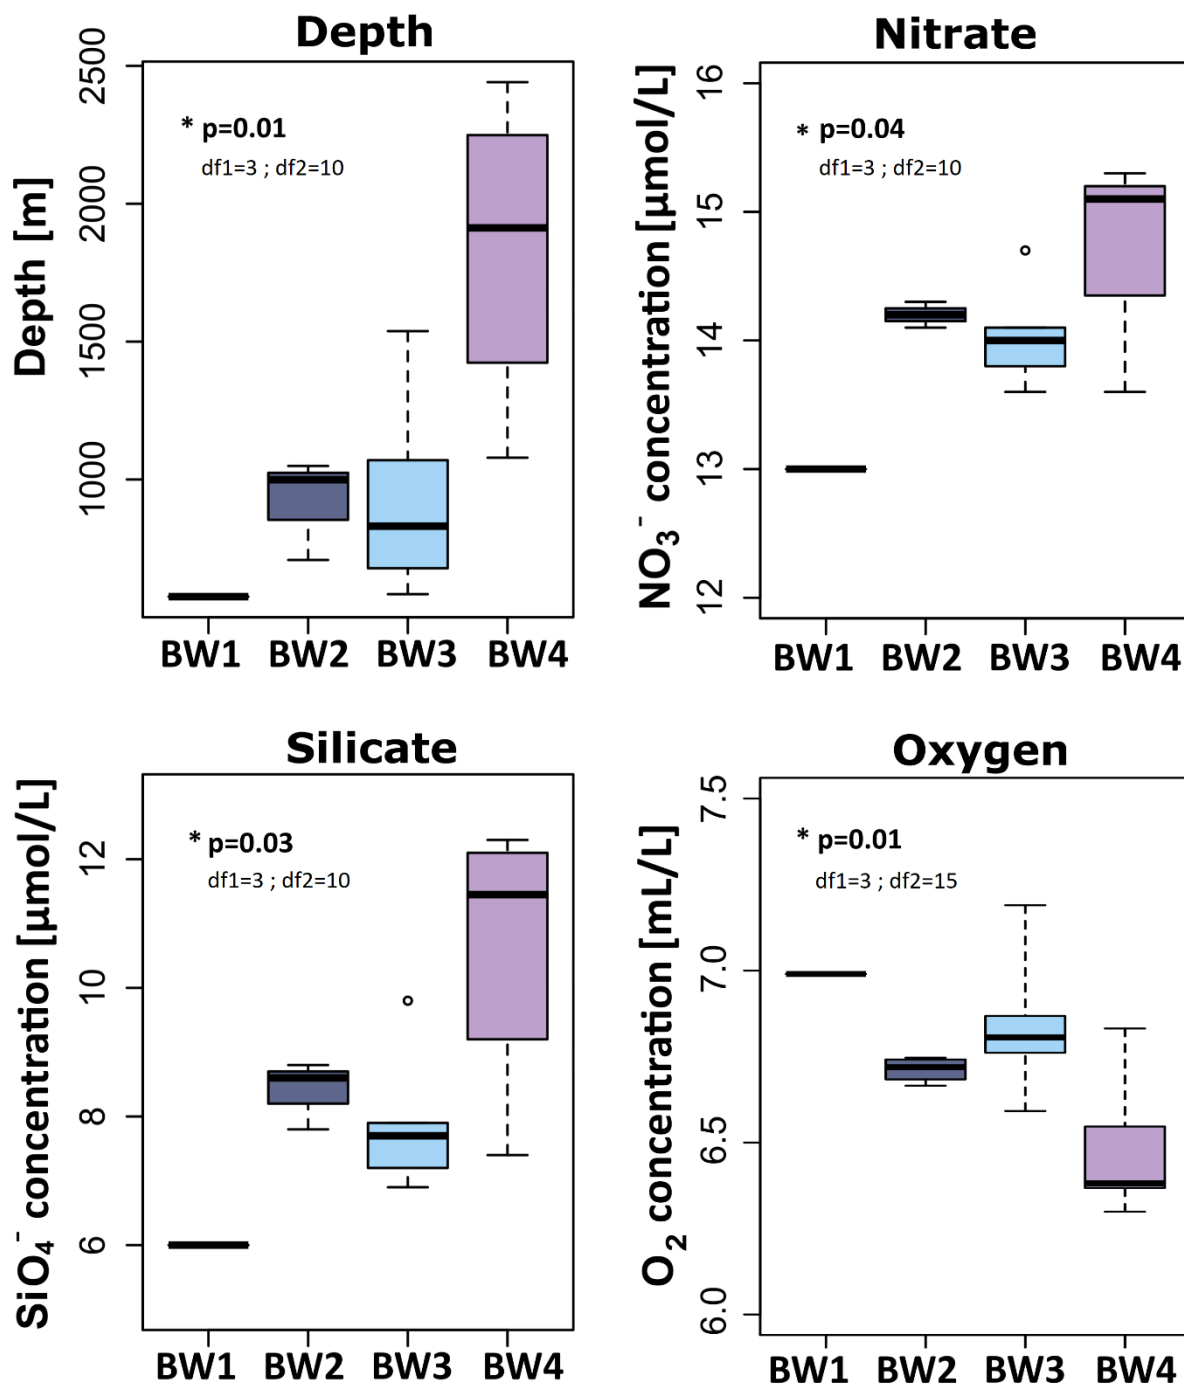 Depth
Depth [m]
2500
2000
1500
1000
* p=0.01
df1=3 ; df2=10
BW1 BW2 BW3 BW4
Nitrate
NO3- concentration [µmol/L]
16
15
14
13
12
* p=0.04
df1=3 ; df2=10
BW1 BW2 BW3 BW4
Silicate
SiO4- concentration [µmol/L]
12
10
8
6
* p=0.03
df1=3 ; df2=10
BW1 BW2 BW3 BW4
Oxygen
O2 concentration [mL/L]
7.5
7.0
6.5
6.0
* p=0.01
df1=3 ; df2=15
BW1 BW2 BW3 BW4